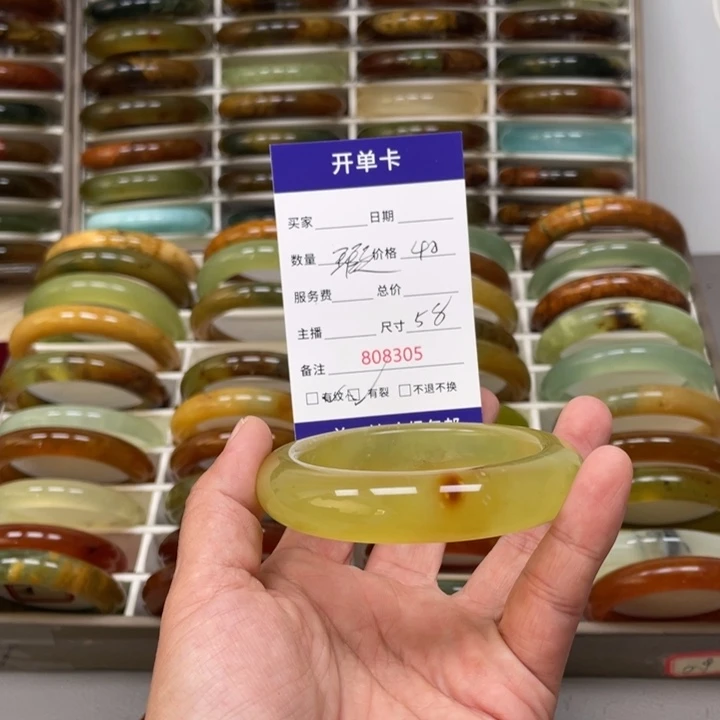 开单卡
买家 日期
数量 价格 40
服务费 总价
主播 尺寸 58
备注 808305
有纹 有裂 不退不换